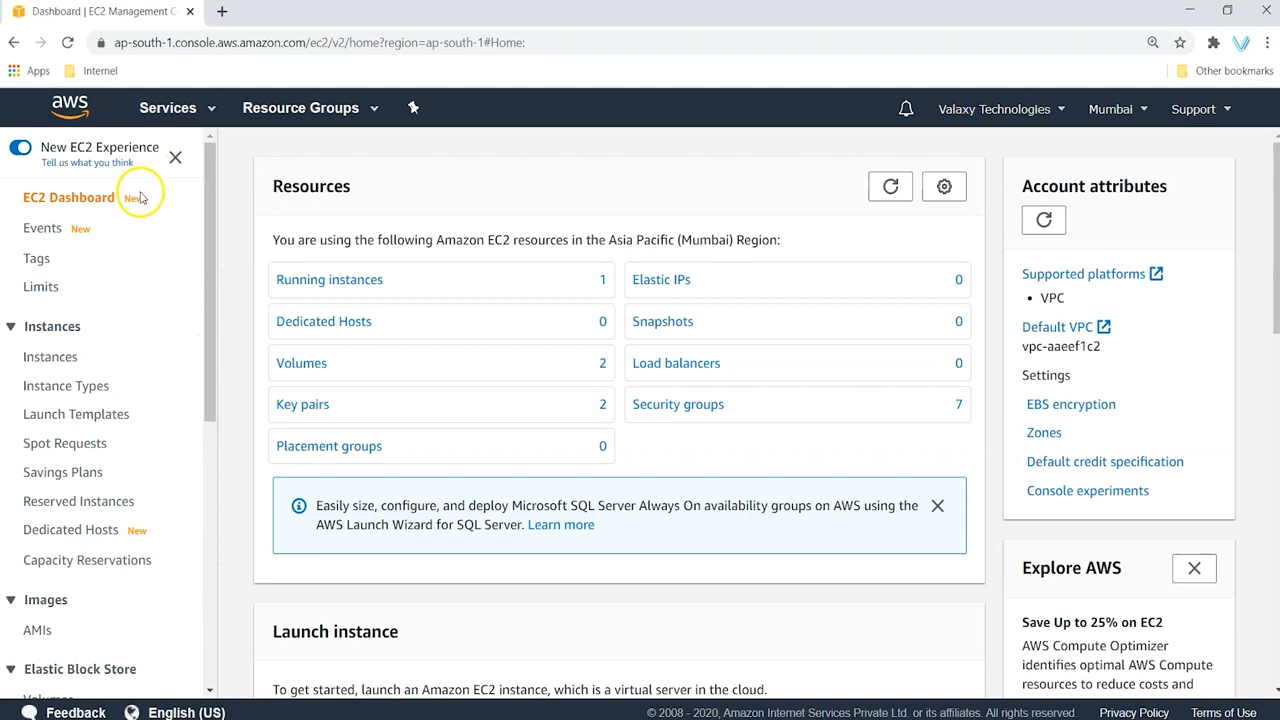 Dashboard | EC2 Management C
ap-south-1.console.aws.amazon.com/ec2/v2/home?region=ap-south-1#Home:
Apps
Internet
Other bookmarks
aws
Services
Resource Groups
Valaxy Technologies
Mumbai
Support
New EC2 Experience
Tell us what you think
EC2 Dashboard New
Events New
Tags
Limits
Instances
Instances
Instance Types
Launch Templates
Spot Requests
Savings Plans
Reserved Instances
Dedicated Hosts New
Capacity Reservations
Images
AMIs
Elastic Block Store
Volumes
Resources
You are using the following Amazon EC2 resources in the Asia Pacific (Mumbai) Region:
Running instances 1
Elastic IPs 0
Dedicated Hosts 0
Snapshots 0
Volumes 2
Load balancers 0
Key pairs 2
Security groups 7
Placement groups 0
Easily size, configure, and deploy Microsoft SQL Server Always On availability groups on AWS using the
AWS Launch Wizard for SQL Server. Learn more
Launch instance
To get started, launch an Amazon EC2 instance, which is a virtual server in the cloud.
Account attributes
Supported platforms
• VPC
Default VPC
vpc-aaeef1c2
Settings
EBS encryption
Zones
Default credit specification
Console experiments
Explore AWS
Save Up to 25% on EC2
AWS Compute Optimizer
identifies optimal AWS Compute
resources to reduce costs and
Feedback
English (US)
© 2008 - 2020, Amazon Internet Services Private Ltd. or its affiliates. All rights reserved.
Privacy Policy
Terms of Use